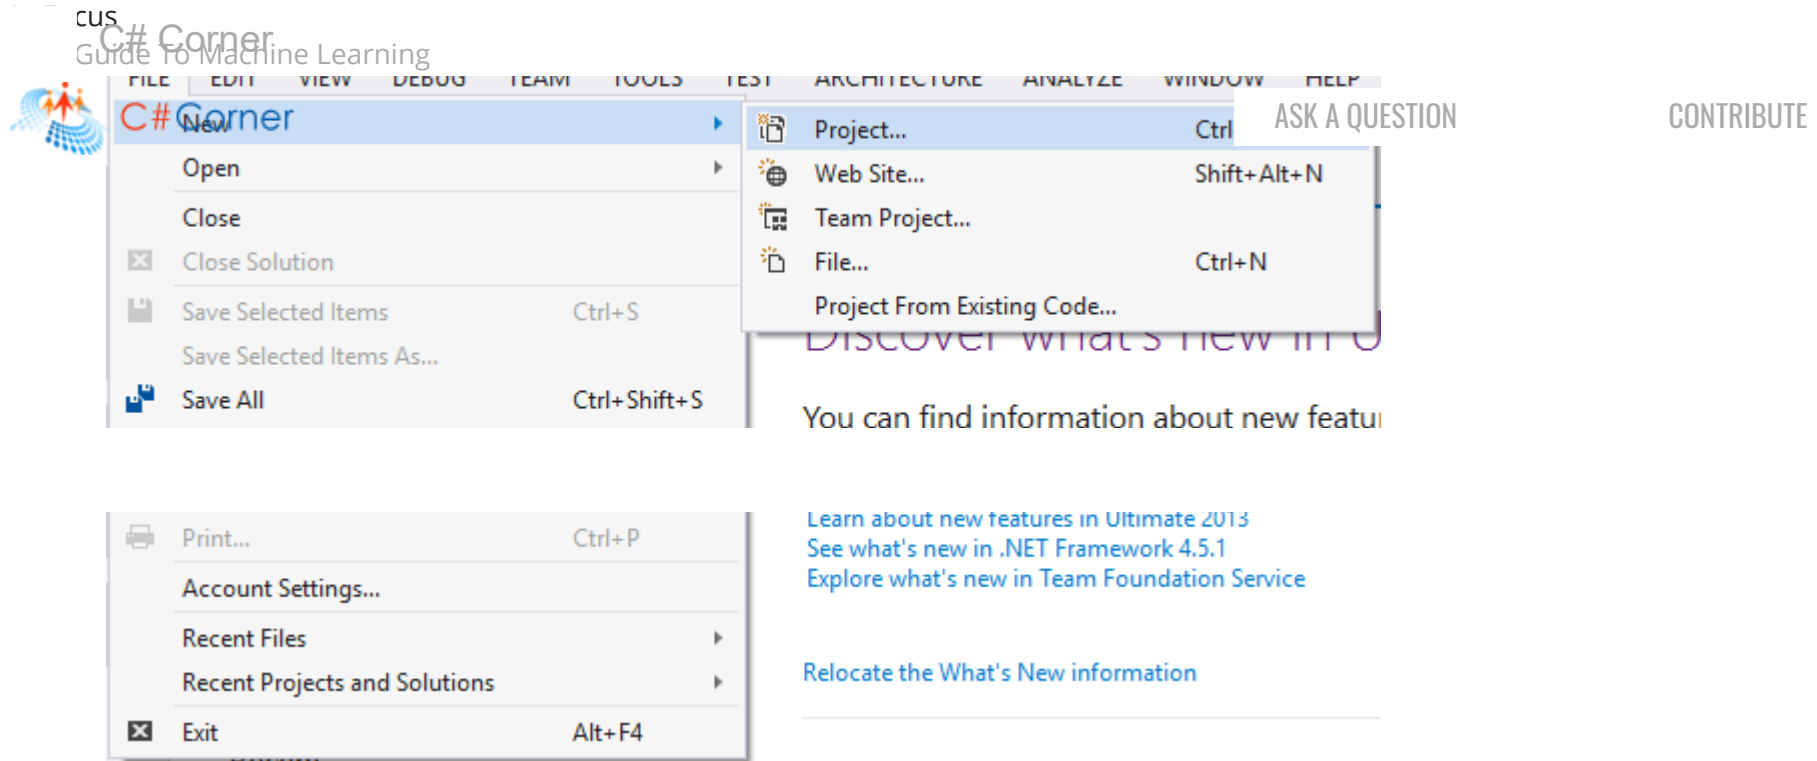 cus
C# Corner
Guide To Machine Learning
FILE EDIT VIEW DEBUG TEAM TOOLS TEST ARCHITECTURE ANALYZE WINDOW HELP
C# Corner
New
Project... Ctrl
ASK A QUESTION CONTRIBUTE
Open
Web Site... Shift+Alt+N
Close
Team Project...
Close Solution
File... Ctrl+N
Save Selected Items Ctrl+S
Project From Existing Code...
Discover what's new in U
Save Selected Items As...
Save All Ctrl+Shift+S
You can find information about new featu
Print... Ctrl+P
Learn about new features in Ultimate 2013
See what's new in .NET Framework 4.5.1
Explore what's new in Team Foundation Service
Account Settings...
Recent Files
Recent Projects and Solutions
Relocate the What's New information
Exit Alt+F4